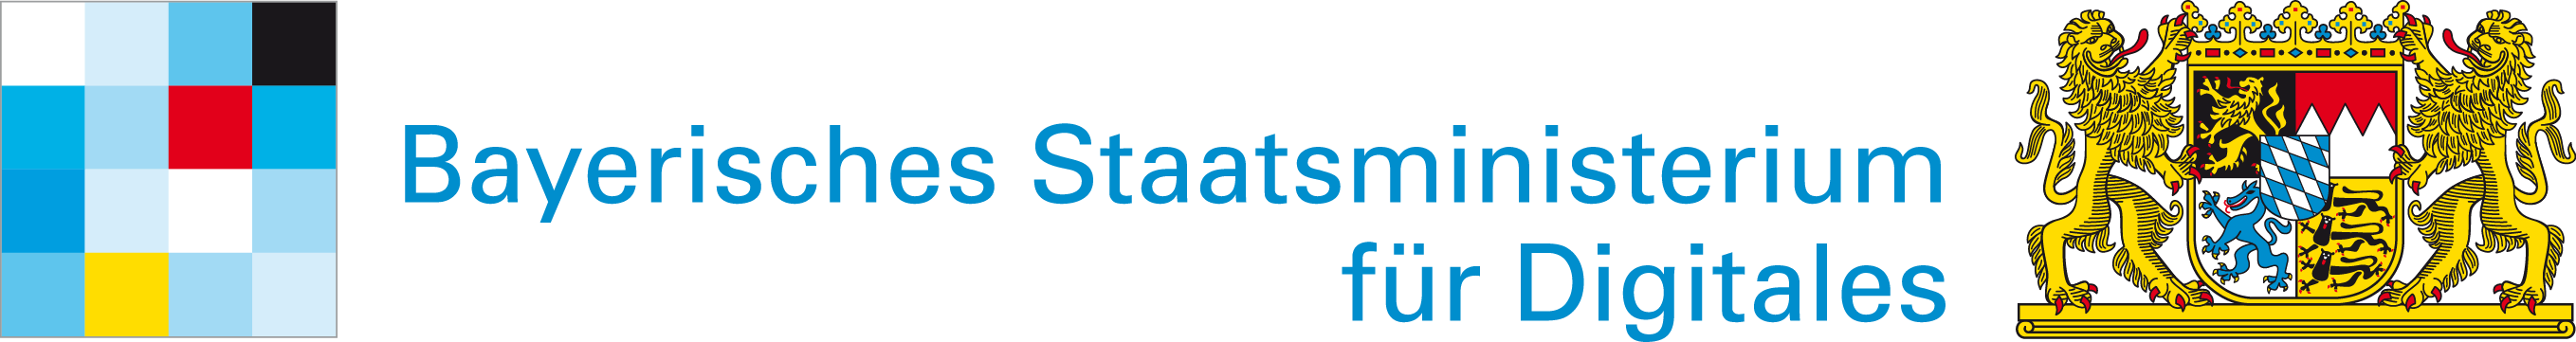 Bayerisches Staatsministerium
für Digitales